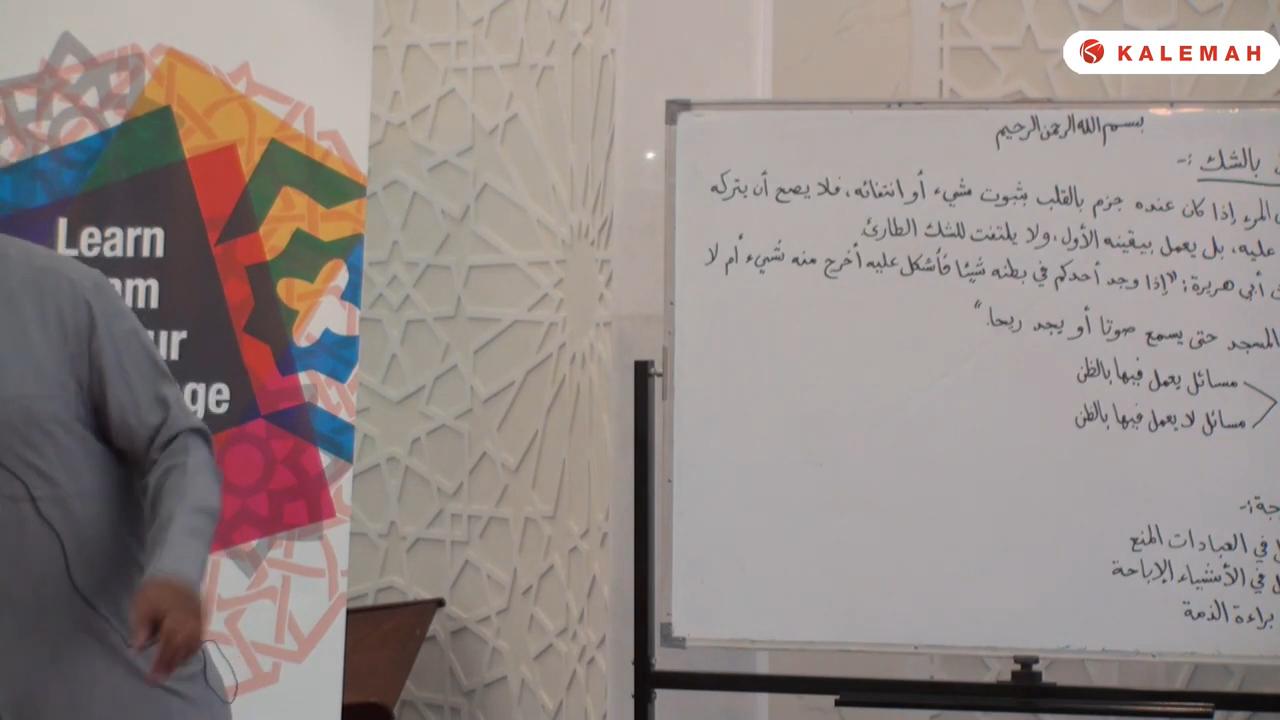 KALEMAH
Learn
بسم الله الرحمن الرحيم
بالشك :-
المرء إذا كان عنده جزم بالقلب بثبوت شيء أو انتفائه، فلا يصح أن يتركه
عليه، بل يعمل بيقينه الأول، ولا يلتفت للشك الطارئ
أبي هريرة: "إذا وجد أحدكم في بطنه شيئًا فأشكل عليه أخرج منه شيء أم لا
المسجد حتى يسمع صوتا أو يجد ريحا."
مسائل يعمل فيها بالظن
مسائل لا يعمل فيها بالظن
في العبادات المنع
في الأشياء الإباحة
براءة الذمة